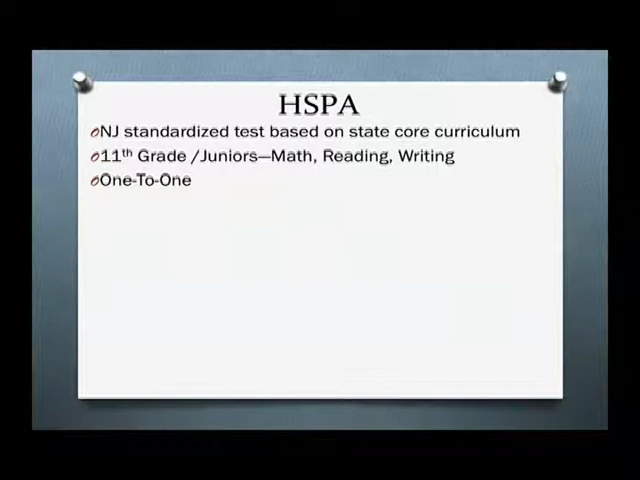 HSPA
NJ standardized test based on state core curriculum
11th Grade /Juniors—Math, Reading, Writing
One-To-One